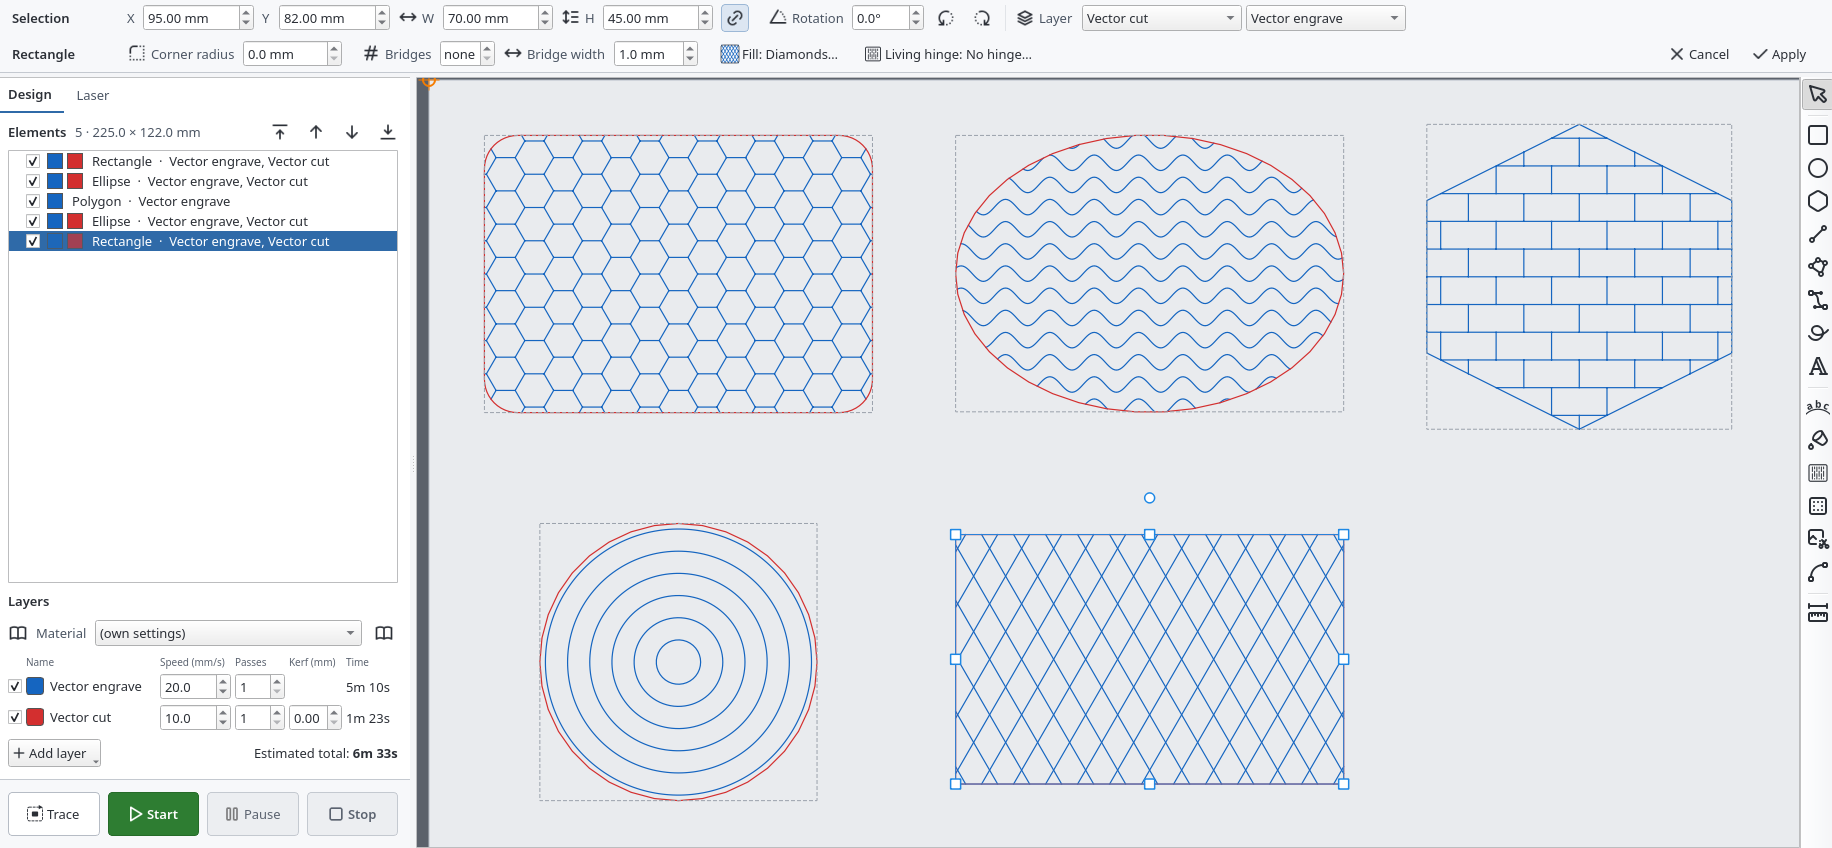 Selection X 95.00 mm Y 82.00 mm W 70.00 mm H 45.00 mm Rotation 0.0° Layer Vector cut Vector engrave
Rectangle Corner radius 0.0 mm Bridges none Bridge width 1.0 mm Fill: Diamonds... Living hinge: No hinge... Cancel Apply
Design Laser
Elements 5 · 225.0 × 122.0 mm
Rectangle · Vector engrave, Vector cut
Ellipse · Vector engrave, Vector cut
Polygon · Vector engrave
Ellipse · Vector engrave, Vector cut
Rectangle · Vector engrave, Vector cut
Layers
Material (own settings)
Name Speed (mm/s) Passes Kerf (mm) Time
Vector engrave 20.0 1 5m 10s
Vector cut 10.0 1 0.00 1m 23s
Add layer Estimated total: 6m 33s
Trace Start Pause Stop
A
abc